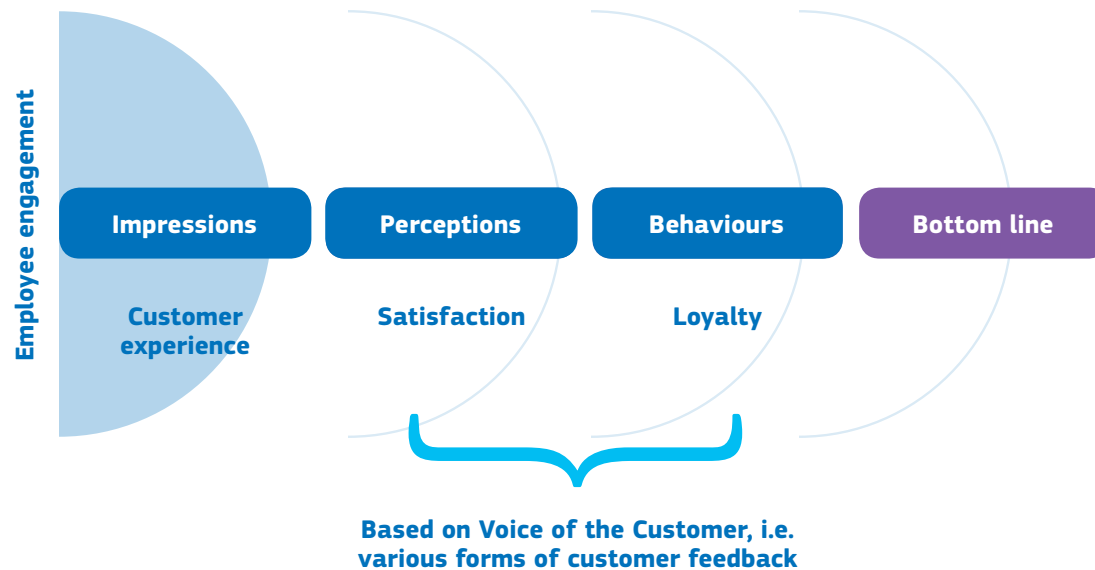 Employee engagement
Impressions
Perceptions
Behaviours
Bottom line
Customer
experience
Satisfaction
Loyalty
Based on Voice of the Customer, i.e.
various forms of customer feedback